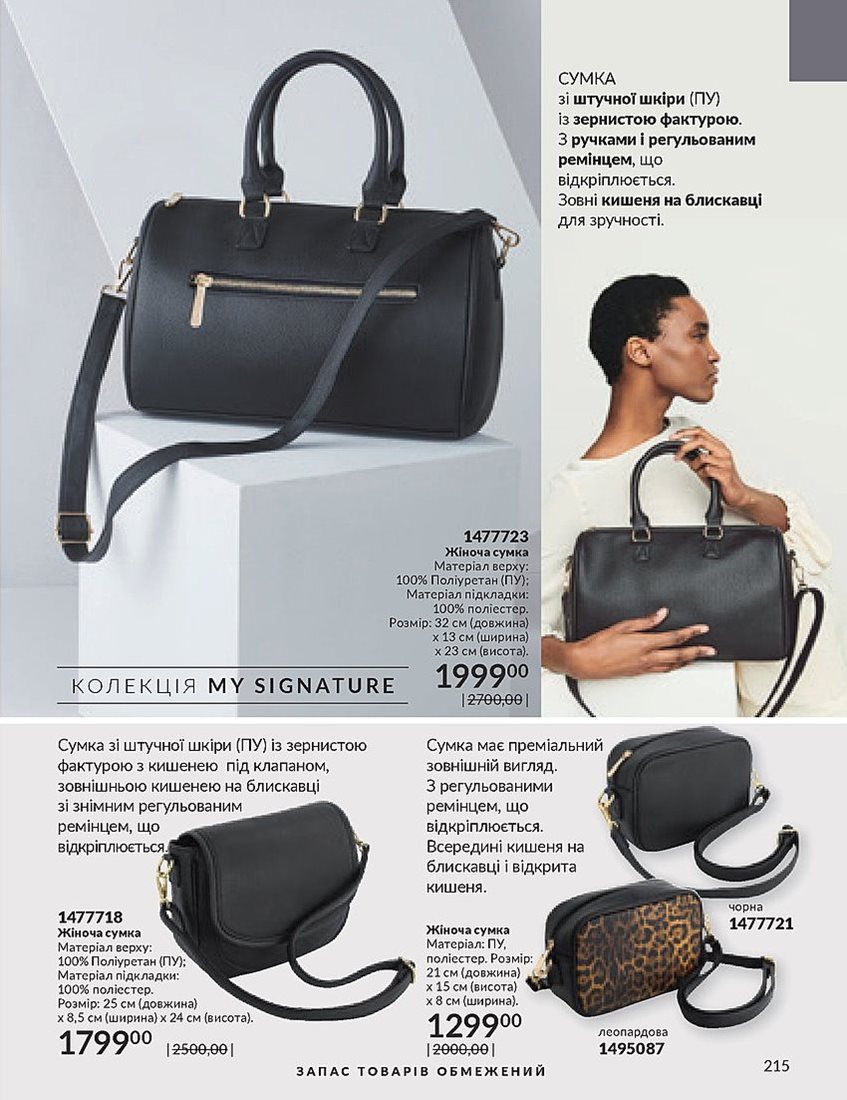 СУМКА
зі штучної шкіри (ПУ)
із зернистою фактурою.
З ручками і регульованим
ремінцем, що
відкріплюється.
Зовні кишеня на блискавці
для зручності.
1477723
Жіноча сумка
Матеріал верху:
100% Поліуретан (ПУ);
Матеріал підкладки:
100% поліестер.
Розмір: 32 см (довжина)
х 13 см (ширина)
х 23 см (висота).
199900
|2700,00|
КОЛЕКЦІЯ MY SIGNATURE
Сумка зі штучної шкіри (ПУ) із зернистою
фактурою з кишенею під клапаном,
зовнішньою кишенею на блискавці
зі знімним регульованим
ремінцем, що
відкріплюється.
1477718
Жіноча сумка
Матеріал верху:
100% Поліуретан (ПУ);
Матеріал підкладки:
100% поліестер.
Розмір: 25 см (довжина)
х 8,5 см (ширина) х 24 см (висота).
179900 |2500,00|
Сумка має преміальний
зовнішній вигляд.
З регульованими
ремінцем, що
відкріплюється.
Всередині кишеня на
блискавці і відкрита
кишеня.
Жіноча сумка
Матеріал: ПУ,
поліестер. Розмір:
21 см (довжина)
х 15 см (висота)
х 8 см (ширина).
129900
|2000,00|
чорна
1477721
леопардова
1495087
ЗАПАС ТОВАРІВ ОБМЕЖЕНИЙ
215